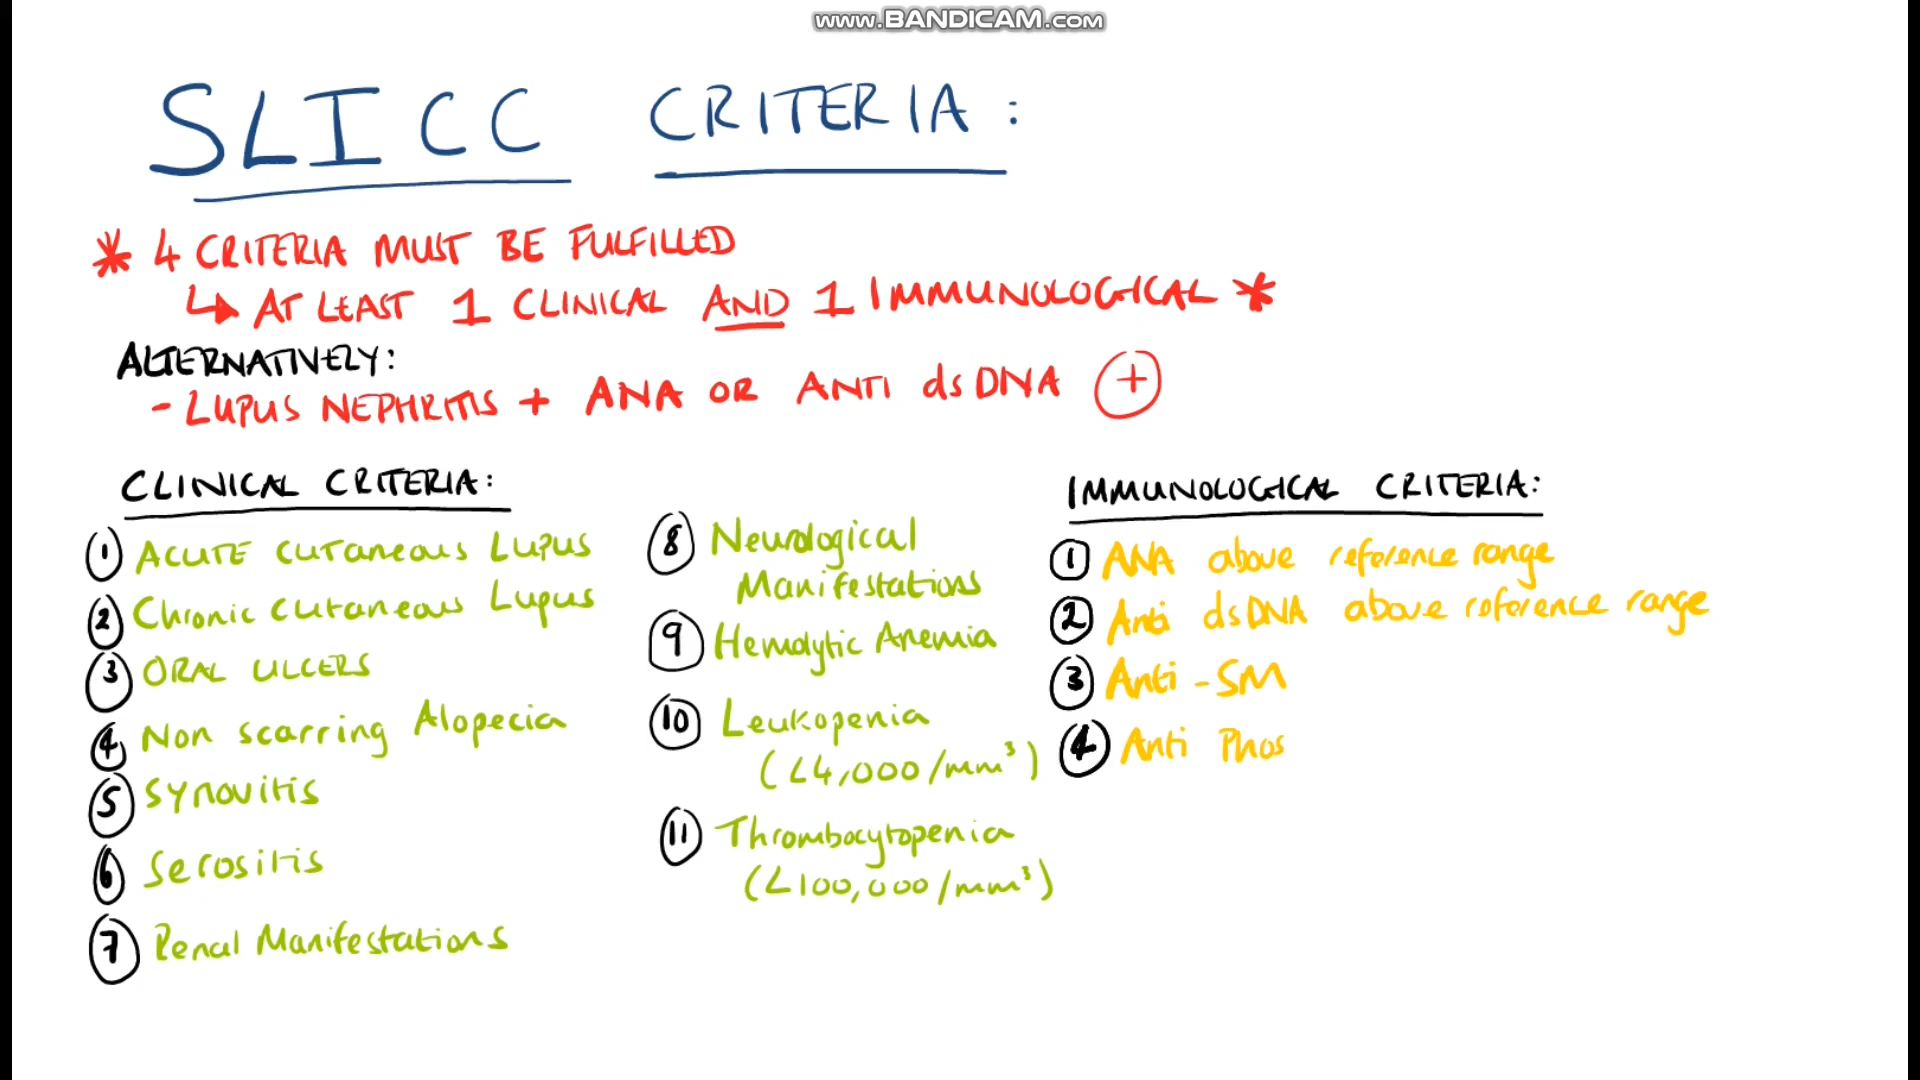 www.BANDICAM.com
SLICC CRITERIA:
* 4 CRITERIA MUST BE FULFILLED
↳ AT LEAST 1 CLINICAL AND 1 IMMUNOLOGICAL *
ALTERNATIVELY:
- LUPUS NEPHRITIS + ANA OR ANTI dsDNA (+)
CLINICAL CRITERIA:
1 ACUTE cutaneous Lupus
2 Chronic cutaneous Lupus
3 ORAL ULCERS
4 Non scarring Alopecia
5 Synovitis
6 Serositis
7 Renal Manifestations
8 Neurological
Manifestations
9 Hemolytic Anemia
10 Leukopenia
(<4,000/mm³)
11 Thrombocytopenia
(<100,000/mm³)
IMMUNOLOGICAL CRITERIA:
1 ANA above reference range
2 Anti dsDNA above reference range
3 Anti-SM
4 Anti Phos